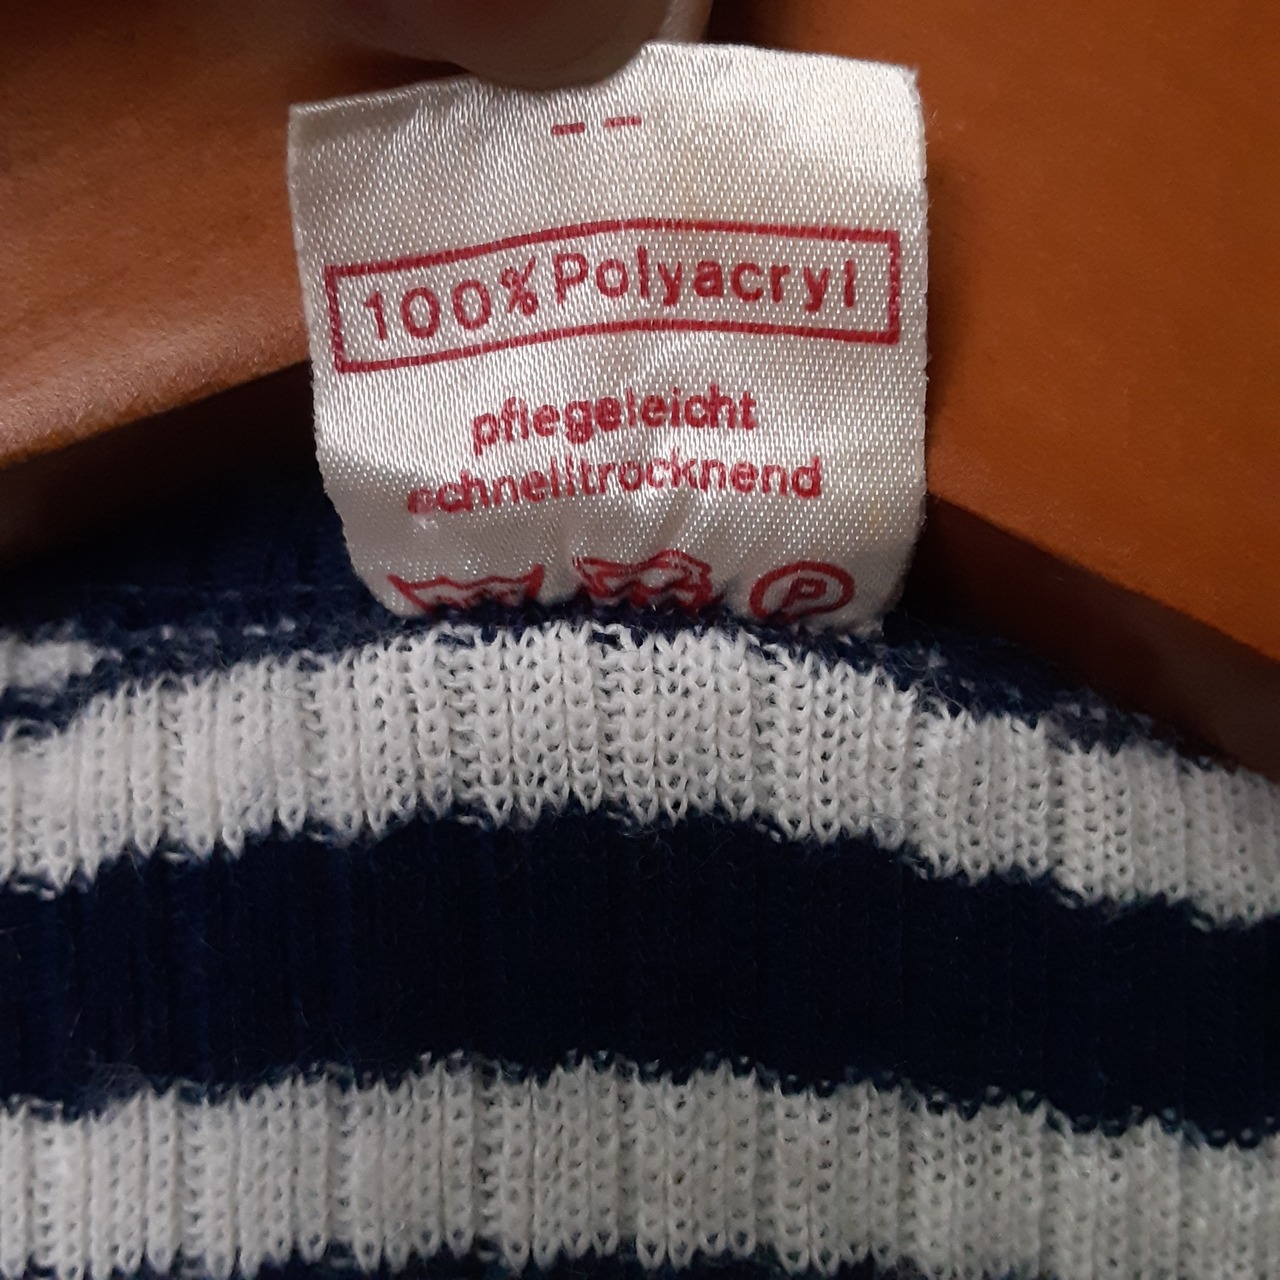 100% Polyacryl
pflegeleicht
schnelltrocknend
P